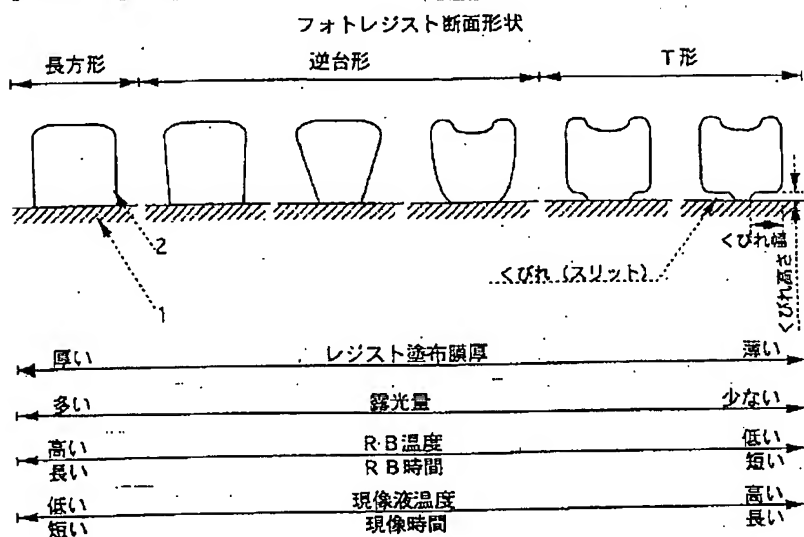 フォトレジスト断面形状
長方形 逆台形 T形
2
1
くびれ(スリット)
くびれ幅
くびれ高さ
厚い レジスト塗布膜厚 薄い
多い 露光量 少ない
高い RB温度 低い
長い RB時間 短い
低い 現像液温度 高い
短い 現像時間 長い